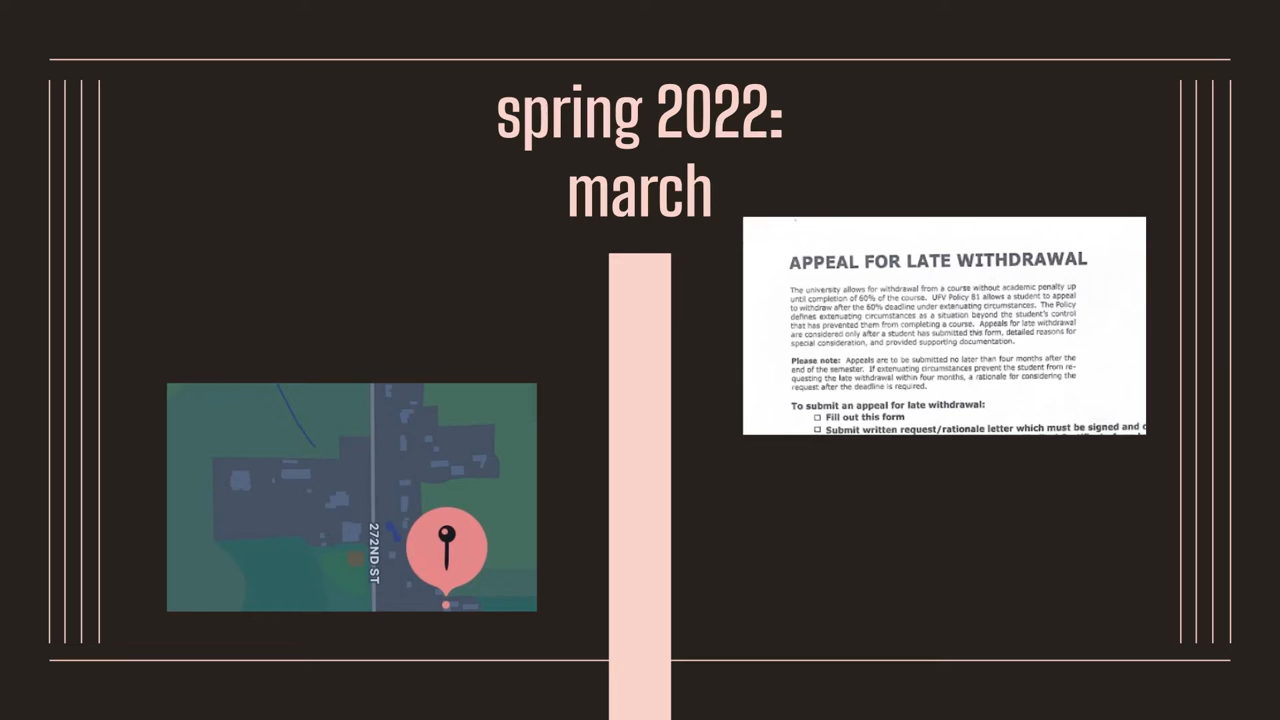 spring 2022:
march
APPEAL FOR LATE WITHDRAWAL
The university allows for withdrawal from a course without academic penalty up
until completion of 60% of the course. UFV Policy 81 allows a student to appeal
to withdraw after the 60% deadline under extenuating circumstances. The Policy
defines extenuating circumstances as a situation beyond the student's control
that has prevented them from completing a course. Appeals for late withdrawal
are considered only after a student has submitted this form, detailed reasons for
special consideration, and provided supporting documentation.
Please note: Appeals are to be submitted no later than four months after the
end of the semester. If extenuating circumstances prevent the student from re-
questing the late withdrawal within four months, a rationale for considering the
request after the deadline is required.
To submit an appeal for late withdrawal:
Fill out this form
Submit written request/rationale letter which must be signed and
272ND ST